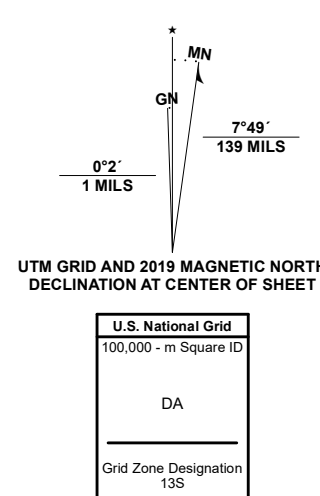 ★
MN
GN
7°49´
139 MILS
0°2´
1 MILS
UTM GRID AND 2019 MAGNETIC NORTH
DECLINATION AT CENTER OF SHEET
U.S. National Grid
100,000 - m Square ID
DA
Grid Zone Designation
13S